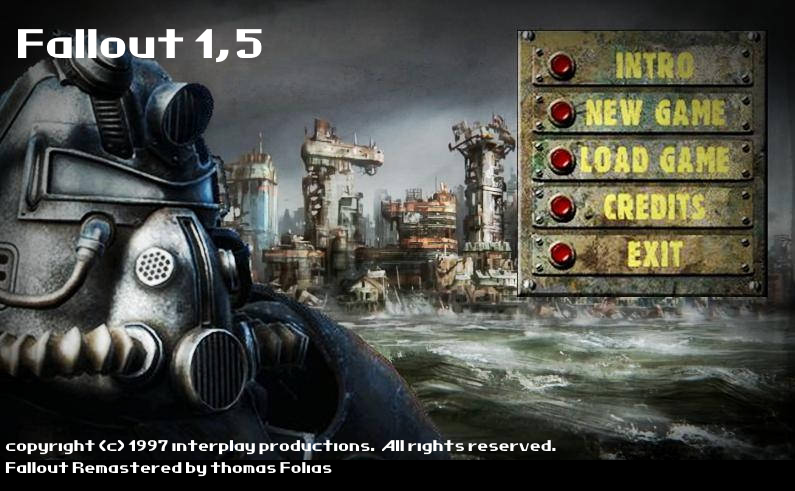 Fallout 1,5
INTRO
NEW GAME
LOAD GAME
CREDITS
EXIT
copyright (c) 1997 interplay productions. All rights reserved.
Fallout Remastered by thomas Folias